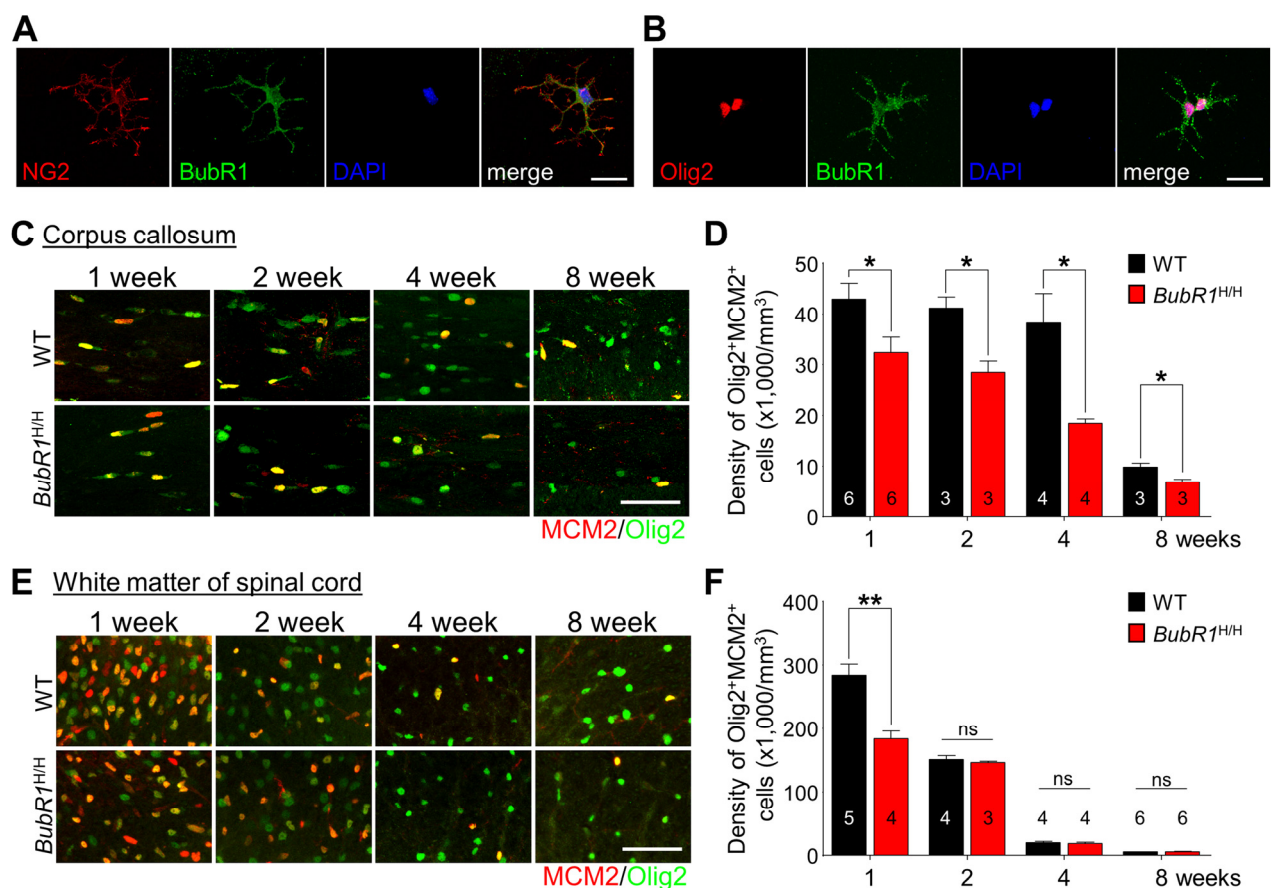 A
NG2 BubR1 DAPI merge
B
Olig2 BubR1 DAPI merge
C Corpus callosum
1 week 2 week 4 week 8 week
WT
BubR1H/H
MCM2/Olig2
D
Density of Olig2+MCM2+
cells (x1,000/mm3)
50
40
30
20
10
0
* * * *
WT
BubR1H/H
6 6 3 3 4 4 3 3
1 2 4 8 weeks
E White matter of spinal cord
1 week 2 week 4 week 8 week
WT
BubR1H/H
MCM2/Olig2
F
Density of Olig2+MCM2+
cells (x1,000/mm3)
400
300
200
100
0
** ns ns ns
WT
BubR1H/H
5 4 4 3 4 4 6 6
1 2 4 8 weeks